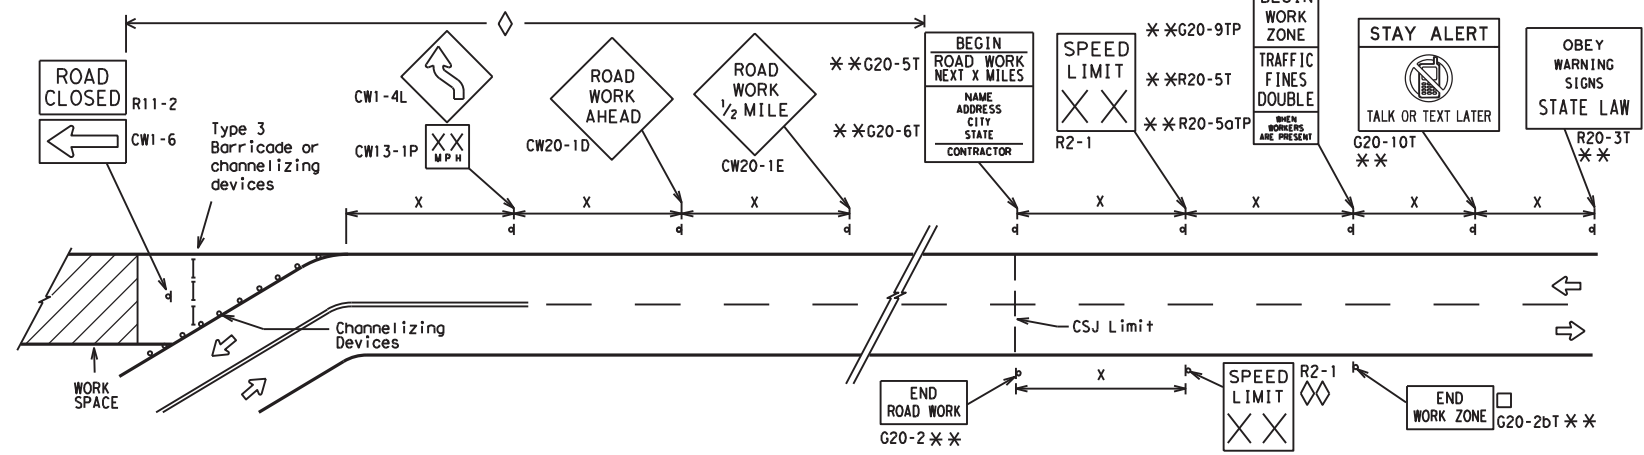 ROAD
CLOSED
R11-2
CW1-6
Type 3
Barricade or
channelizing
devices
CW1-4L
XX
MPH
CW13-1P
ROAD
WORK
AHEAD
CW20-1D
ROAD
WORK
1/2 MILE
CW20-1E
**G20-5T
BEGIN
ROAD WORK
NEXT X MILES
**G20-6T
NAME
ADDRESS
CITY
STATE
CONTRACTOR
SPEED
LIMIT
XX
R2-1
**G20-9TP
BEGIN
WORK
ZONE
**R20-5T
TRAFFIC
FINES
DOUBLE
**R20-5aTP
WHEN
WORKERS
ARE PRESENT
STAY ALERT
TALK OR TEXT LATER
G20-10T
**
OBEY
WARNING
SIGNS
STATE LAW
R20-3T
**
X
X
X
X
X
X
X
Channelizing
Devices
CSJ Limit
WORK
SPACE
END
ROAD WORK
G20-2**
X
SPEED
LIMIT
XX
R2-1
END
WORK ZONE
G20-2bT **